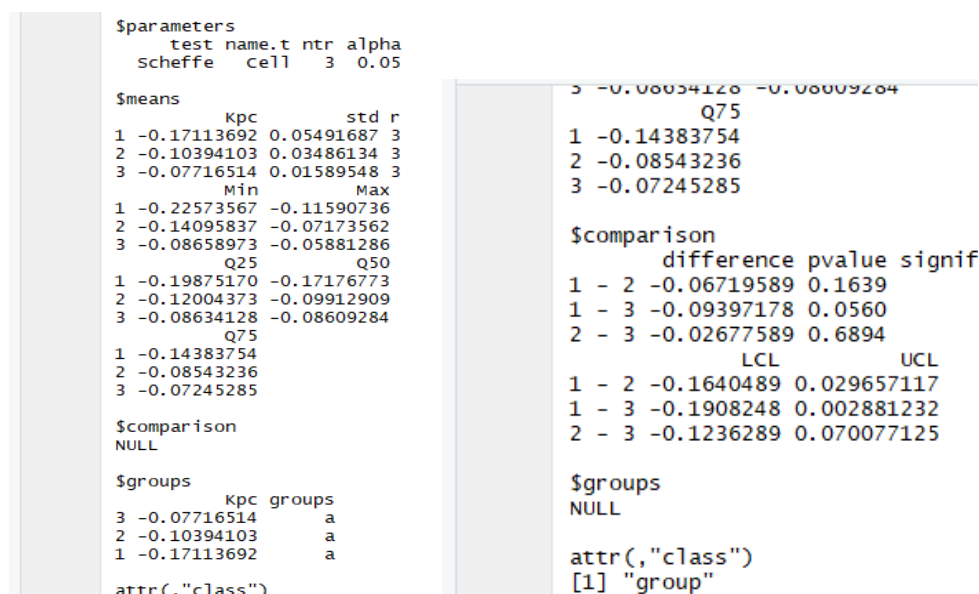 $parameters
test name.t ntr alpha
Scheffe Cell 3 0.05
$means
Kpc std r
1 -0.17113692 0.05491687 3
2 -0.10394103 0.03486134 3
3 -0.07716514 0.01589548 3
Min Max
1 -0.22573567 -0.11590736
2 -0.14095837 -0.07173562
3 -0.08658973 -0.05881286
Q25 Q50
1 -0.19875170 -0.17176773
2 -0.12004373 -0.09912909
3 -0.08634128 -0.08609284
Q75
1 -0.14383754
2 -0.08543236
3 -0.07245285
$comparison
NULL
$groups
Kpc groups
3 -0.07716514 a
2 -0.10394103 a
1 -0.17113692 a
attr(,"class")
3 -0.08634128 -0.08609284
Q75
1 -0.14383754
2 -0.08543236
3 -0.07245285
$comparison
difference pvalue signif
1 - 2 -0.06719589 0.1639
1 - 3 -0.09397178 0.0560
2 - 3 -0.02677589 0.6894
LCL UCL
1 - 2 -0.1640489 0.029657117
1 - 3 -0.1908248 0.002881232
2 - 3 -0.1236289 0.070077125
$groups
NULL
attr(,"class")
[1] "group"